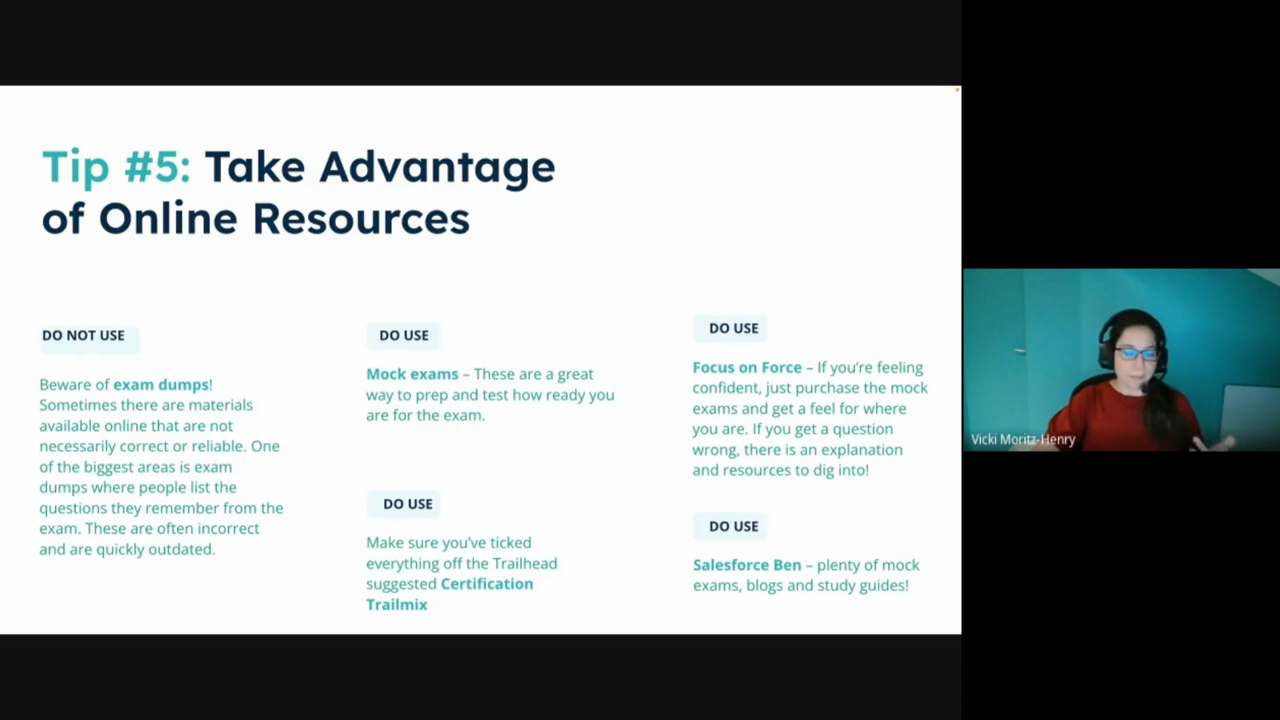 Tip #5: Take Advantage
of Online Resources
DO NOT USE
Beware of exam dumps!
Sometimes there are materials
available online that are not
necessarily correct or reliable. One
of the biggest areas is exam
dumps where people list the
questions they remember from the
exam. These are often incorrect
and are quickly outdated.
DO USE
Mock exams – These are a great
way to prep and test how ready you
are for the exam.
DO USE
Make sure you’ve ticked
everything off the Trailhead
suggested Certification
Trailmix
DO USE
Focus on Force – If you’re feeling
confident, just purchase the mock
exams and get a feel for where
you are. If you get a question
wrong, there is an explanation
and resources to dig into!
DO USE
Salesforce Ben – plenty of mock
exams, blogs and study guides!
Vicki Moritz-Henry